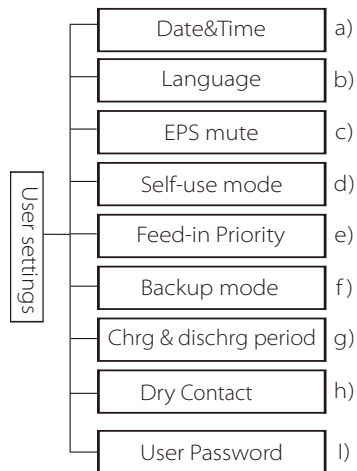 User settings
Date&Time a)
Language b)
EPS mute c)
Self-use mode d)
Feed-in Priority e)
Backup mode f)
Chrg & dischrg period g)
Dry Contact h)
User Password l)